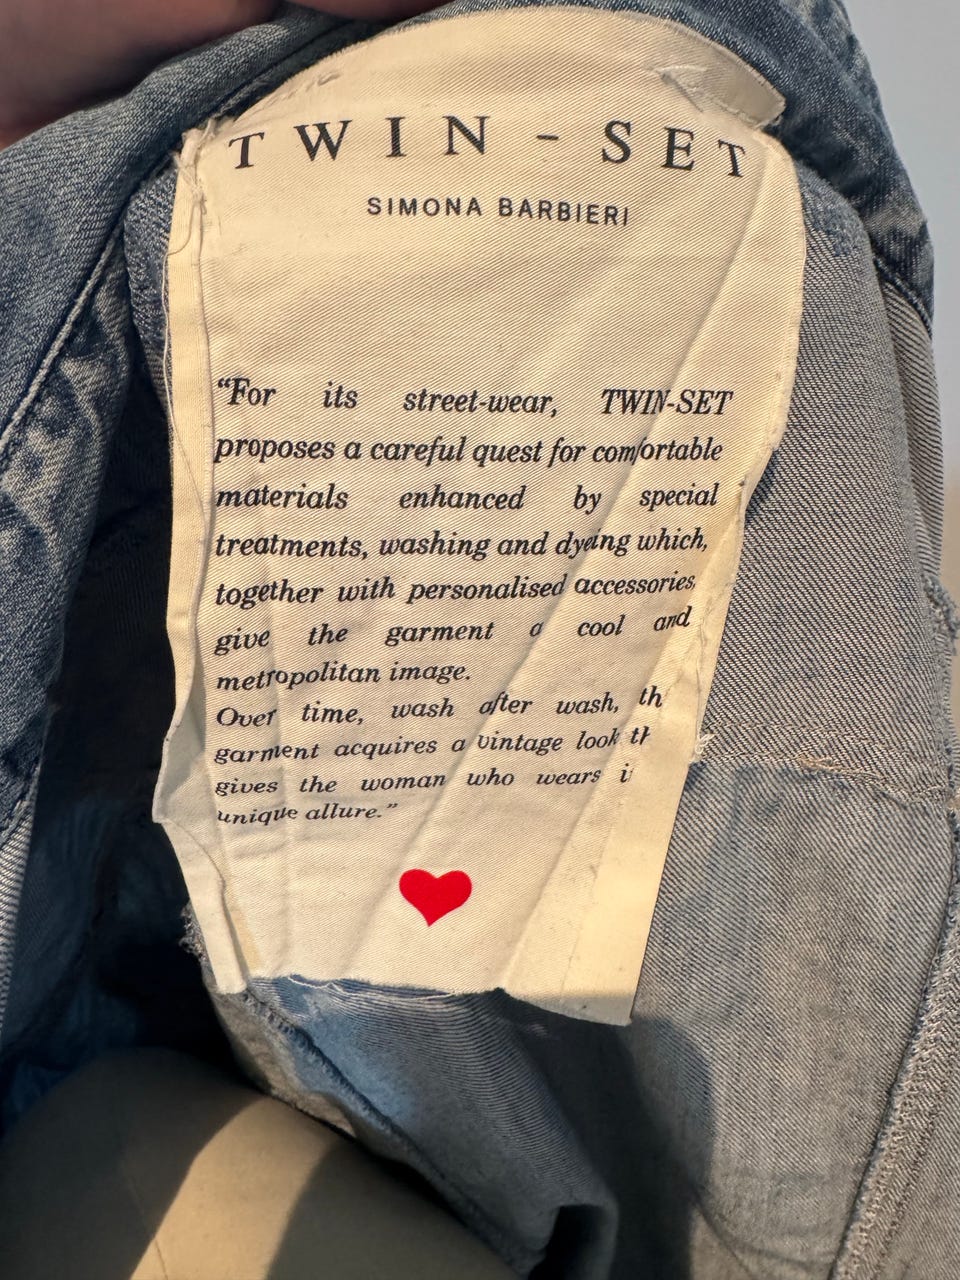 TWIN-SET
SIMONA BARBIERI
“For its street-wear, TWIN-SET
proposes a careful quest for comfortable
materials enhanced by special
treatments, washing and dyeing which,
together with personalised accessories,
give the garment a cool and
metropolitan image.
Over time, wash after wash,
garment acquires a vintage look
gives the woman who wears
unique allure.”